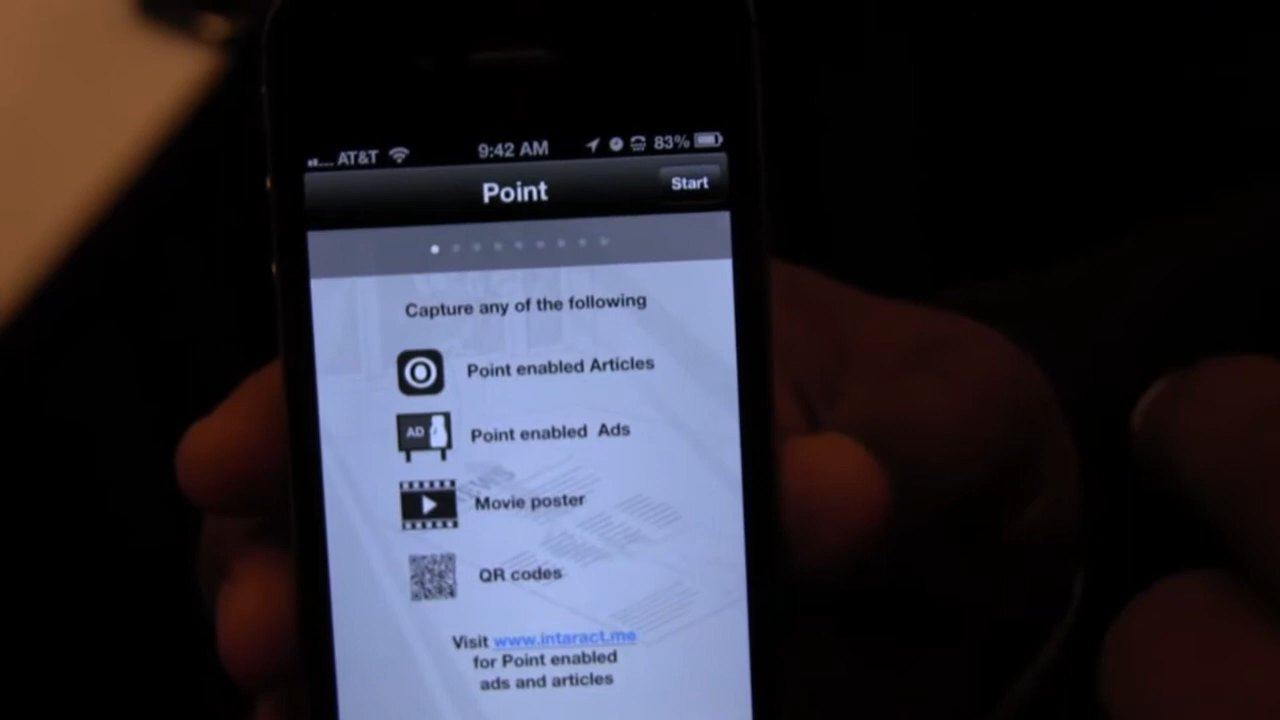 AT&T 9:42 AM 83%
Point
Start
Capture any of the following
Point enabled Articles
AD
Point enabled Ads
Movie poster
QR codes
Visit www.intaract.me
for Point enabled
ads and articles